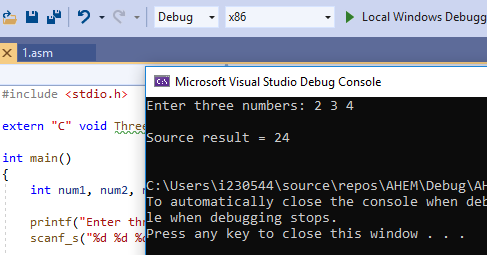 Debug x86 Local Windows Debugg
1.asm
Microsoft Visual Studio Debug Console
#include <stdio.h>
extern "C" void Three
int main()
{
int num1, num2, n
printf("Enter thr
scanf_s("%d %d %d
Enter three numbers: 2 3 4
Source result = 24
C:\Users\i230544\source\repos\AHEM\Debug\AH
To automatically close the console when deb
le when debugging stops.
Press any key to close this window . . .